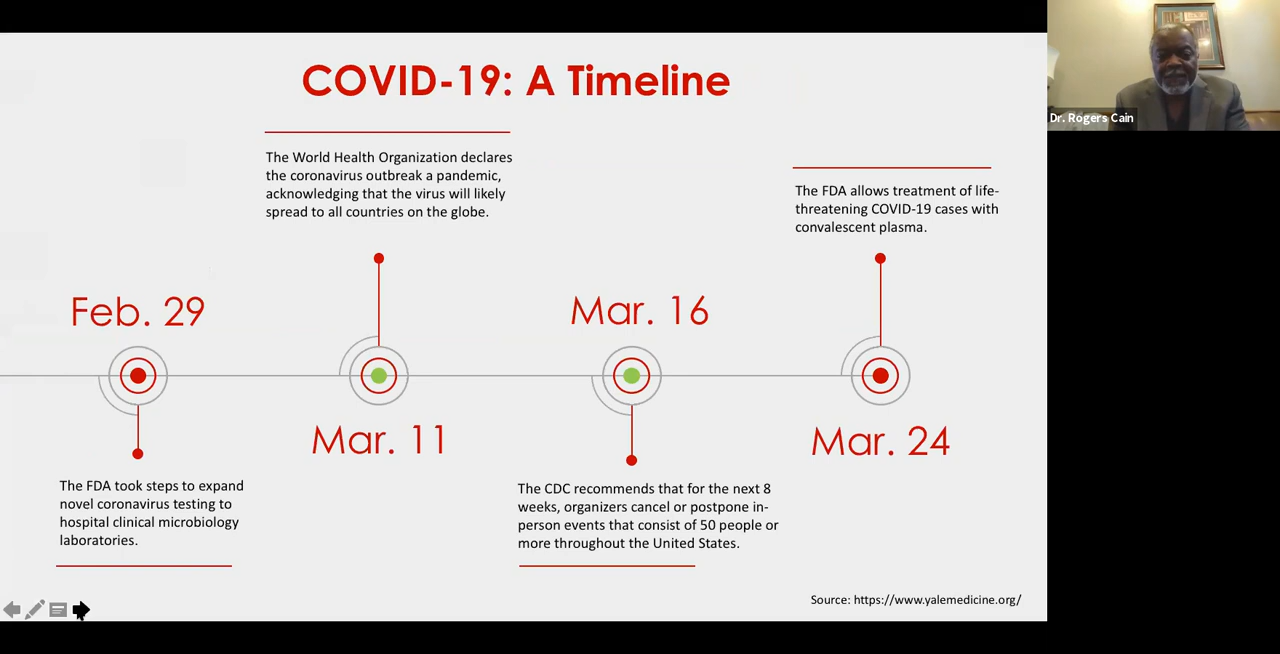 COVID-19: A Timeline
The World Health Organization declares
the coronavirus outbreak a pandemic,
acknowledging that the virus will likely
spread to all countries on the globe.
The FDA allows treatment of life-
threatening COVID-19 cases with
convalescent plasma.
Feb. 29
Mar. 16
Mar. 11
Mar. 24
The FDA took steps to expand
novel coronavirus testing to
hospital clinical microbiology
laboratories.
The CDC recommends that for the next 8
weeks, organizers cancel or postpone in-
person events that consist of 50 people or
more throughout the United States.
Source: https://www.yalemedicine.org/
Dr. Rogers Cain